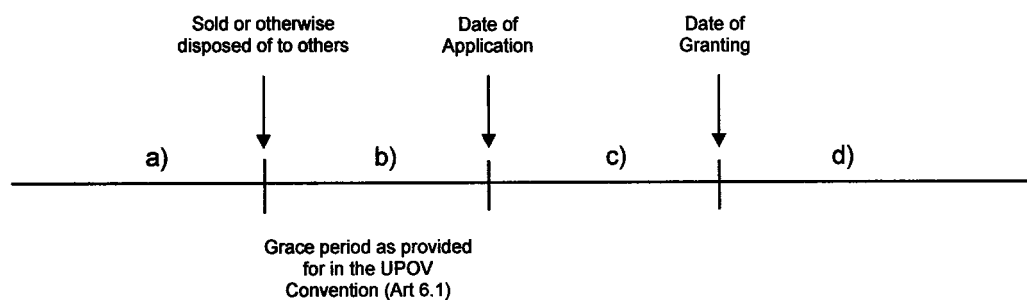 Sold or otherwise
disposed of to others
Date of
Application
Date of
Granting
a)
b)
c)
d)
Grace period as provided
for in the UPOV
Convention (Art 6.1)